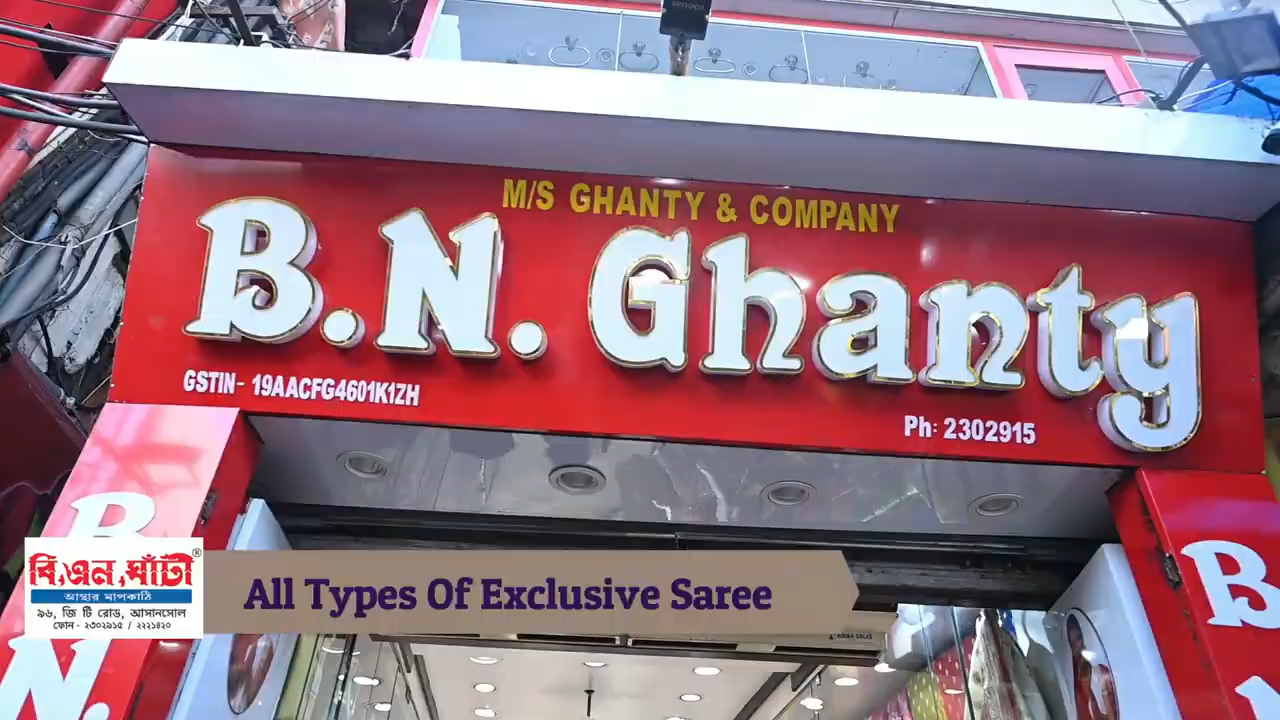 M/S GHANTY & COMPANY
B.N. Ghanty
GSTIN- 19AACFG4601K1ZH
Ph: 2302915
B
N.
B
বি.এন.ঘাঁটী®
আস্থার মাপকাঠি
৯৬, জি টি রোড, আসানসোল
ফোন - ২৩০২৯১৫ / ২২২১৪২০
All Types Of Exclusive Saree